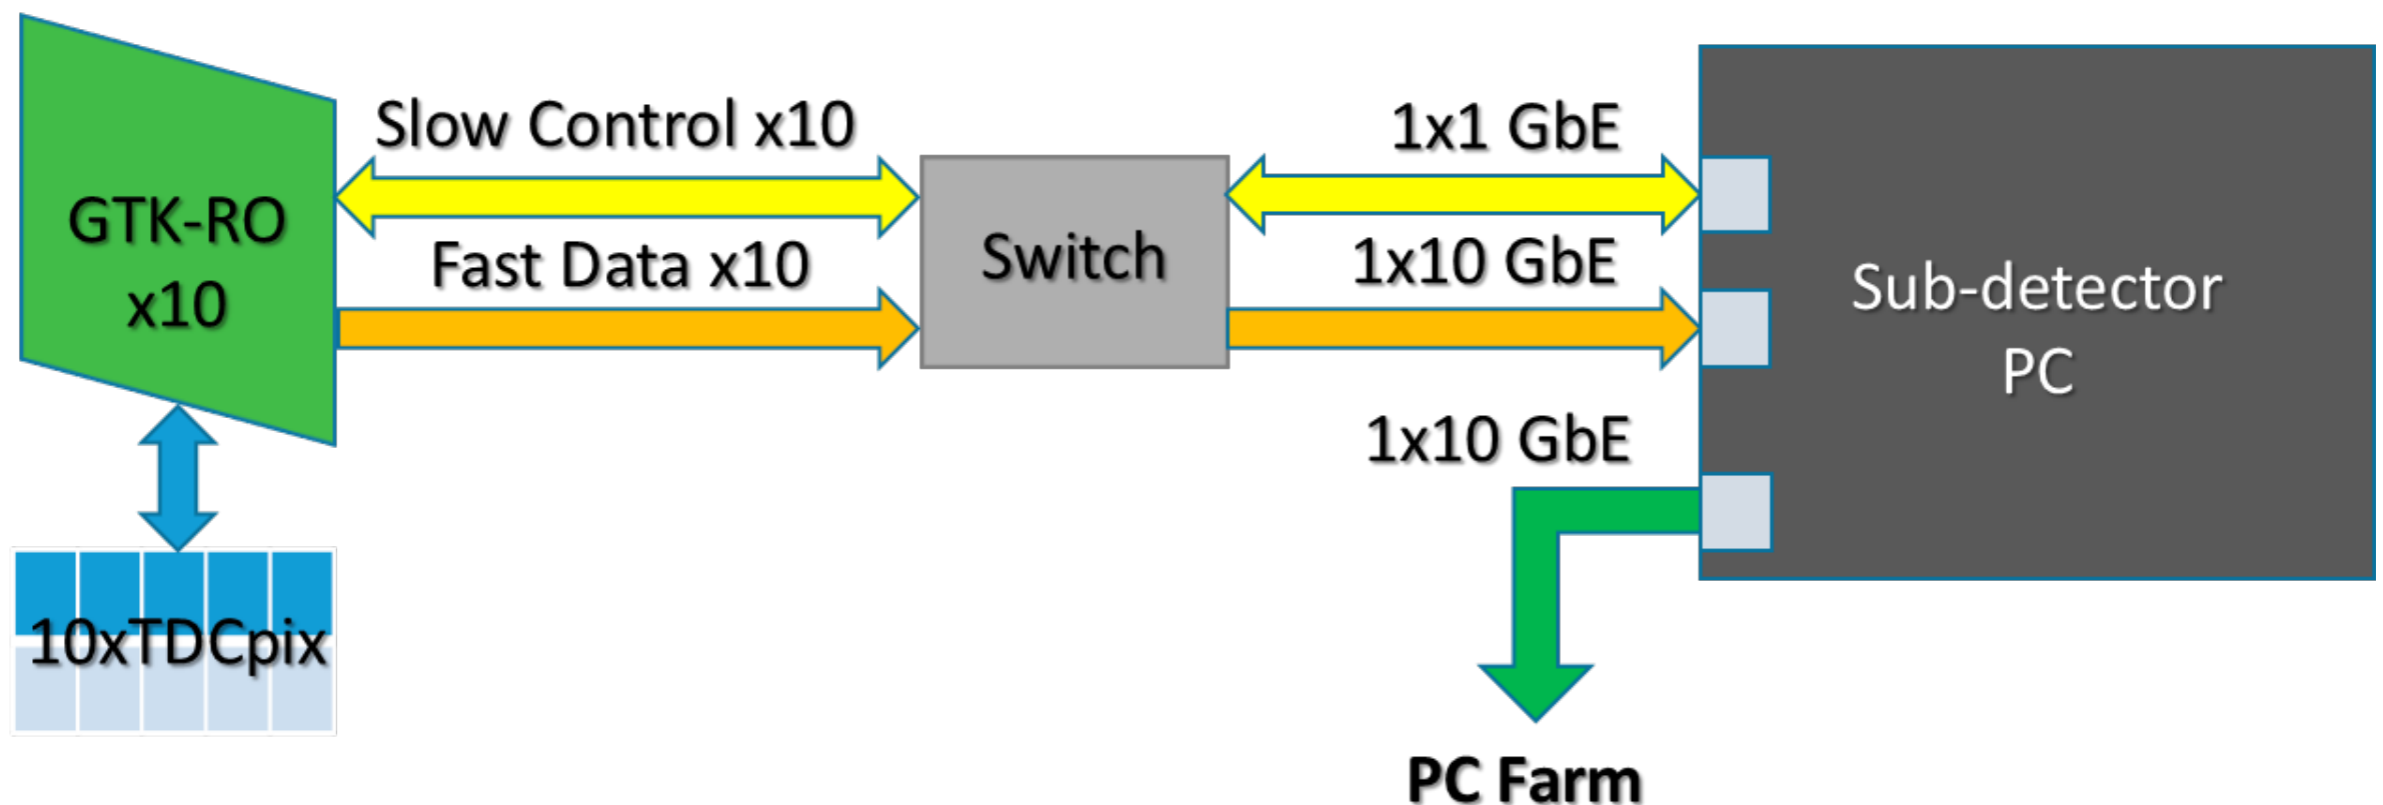 Slow Control x10
1x1 GbE
GTK-RO
x10
Fast Data x10
Switch
1x10 GbE
Sub-detector
PC
1x10 GbE
10xTDCpix
PC Farm